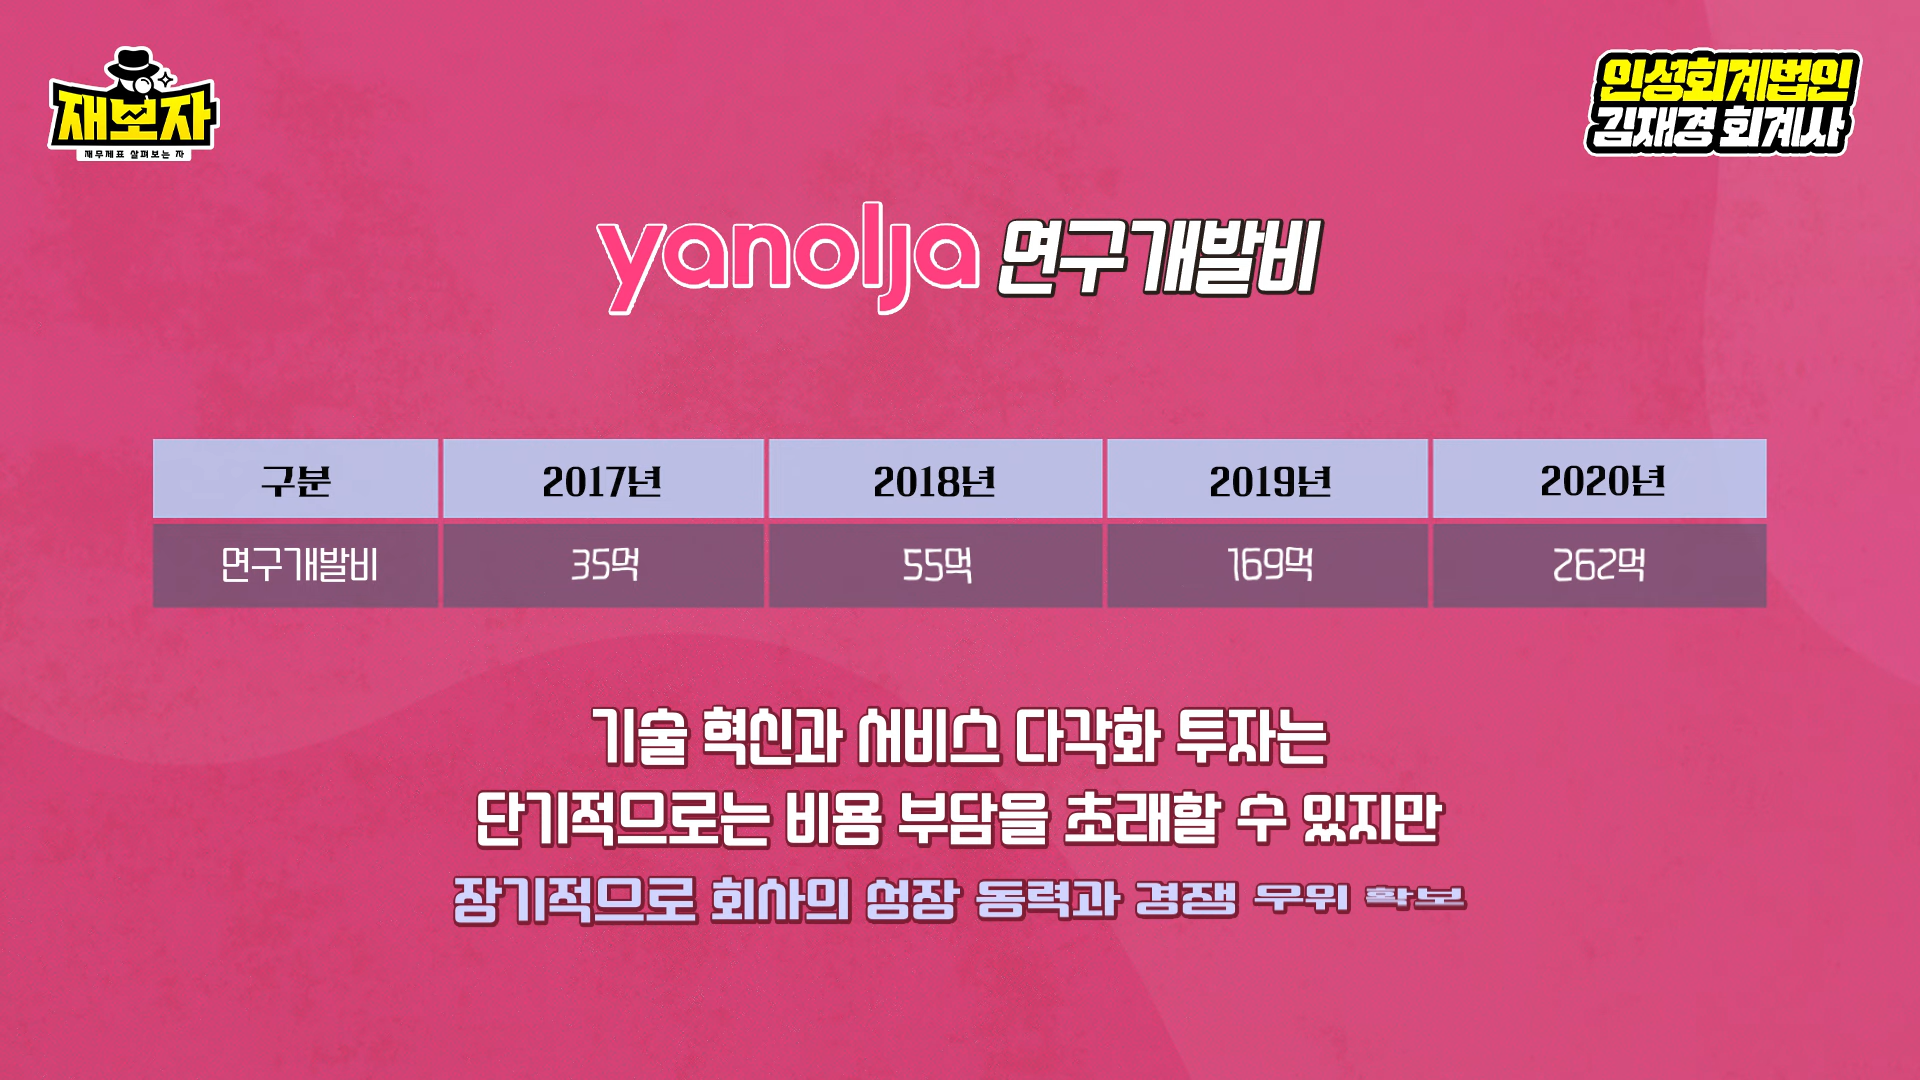 재보자
재무제표 살펴보는 자
인성회계법인
김재경 회계사
yanolja 연구개발비
구분 2017년 2018년 2019년 2020년
연구개발비 35억 55억 169억 262억
기술 혁신과 서비스 다각화 투자는
단기적으로는 비용 부담을 초래할 수 있지만
장기적으로 회사의 성장 동력과 경쟁 우위 확보